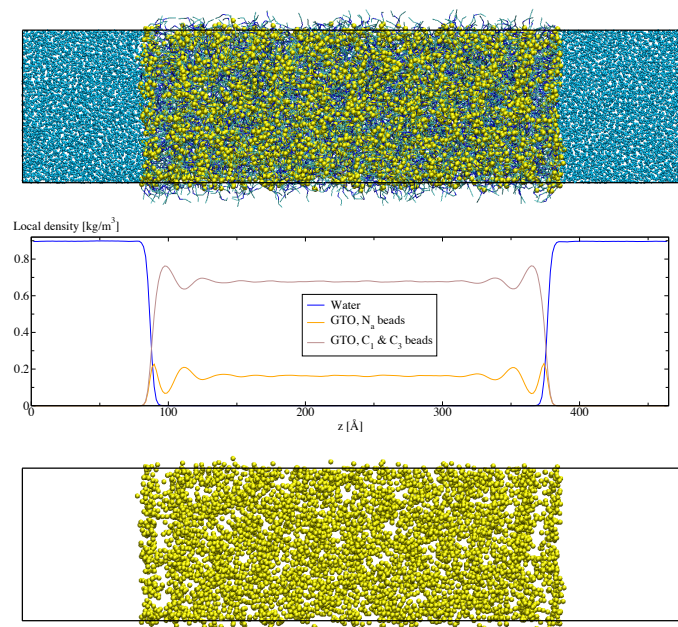 Local density [kg/m³]
0.8
0.6
0.4
0.2
0
Water
GTO, Nₐ beads
GTO, C₁ & C₃ beads
0 100 200 300 400
z [Å]